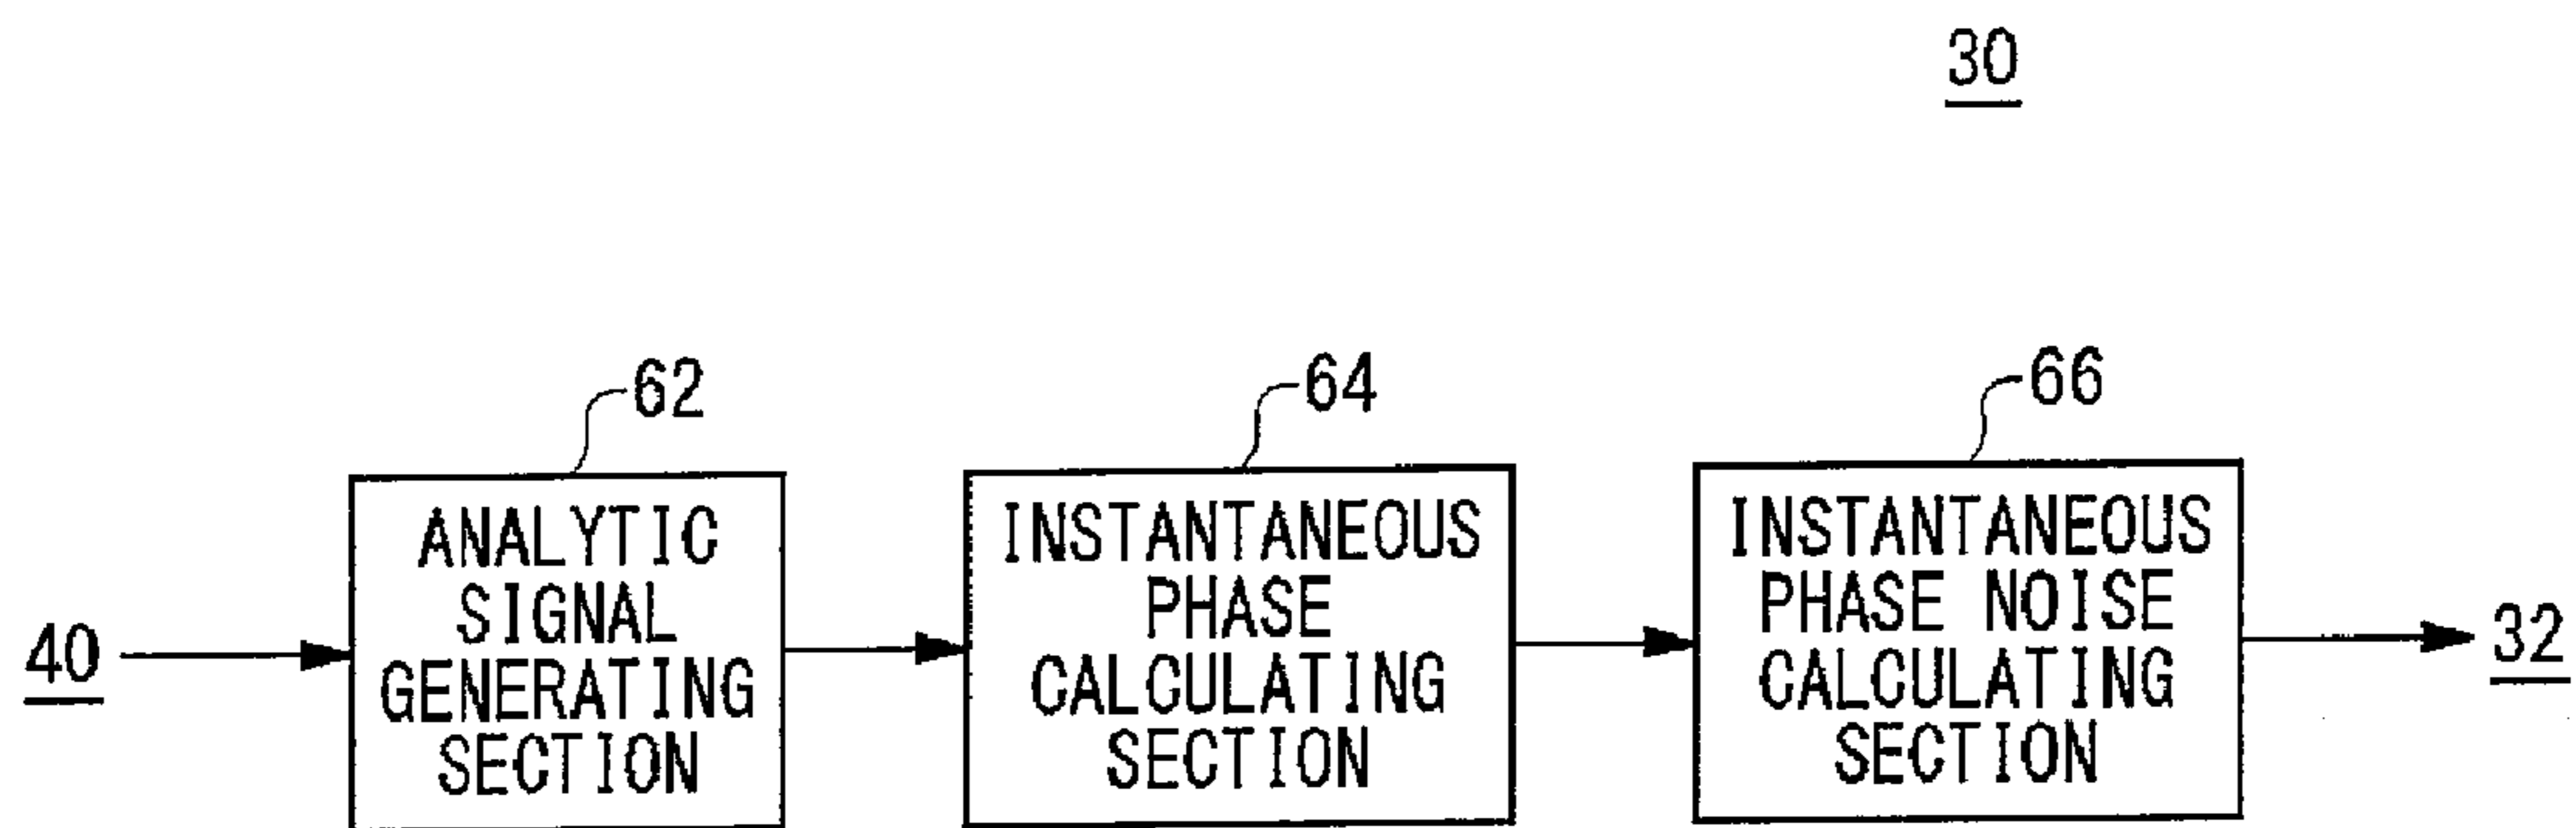 30
62
64
66
ANALYTIC
SIGNAL
GENERATING
SECTION
INSTANTANEOUS
PHASE
CALCULATING
SECTION
INSTANTANEOUS
PHASE NOISE
CALCULATING
SECTION
40
32